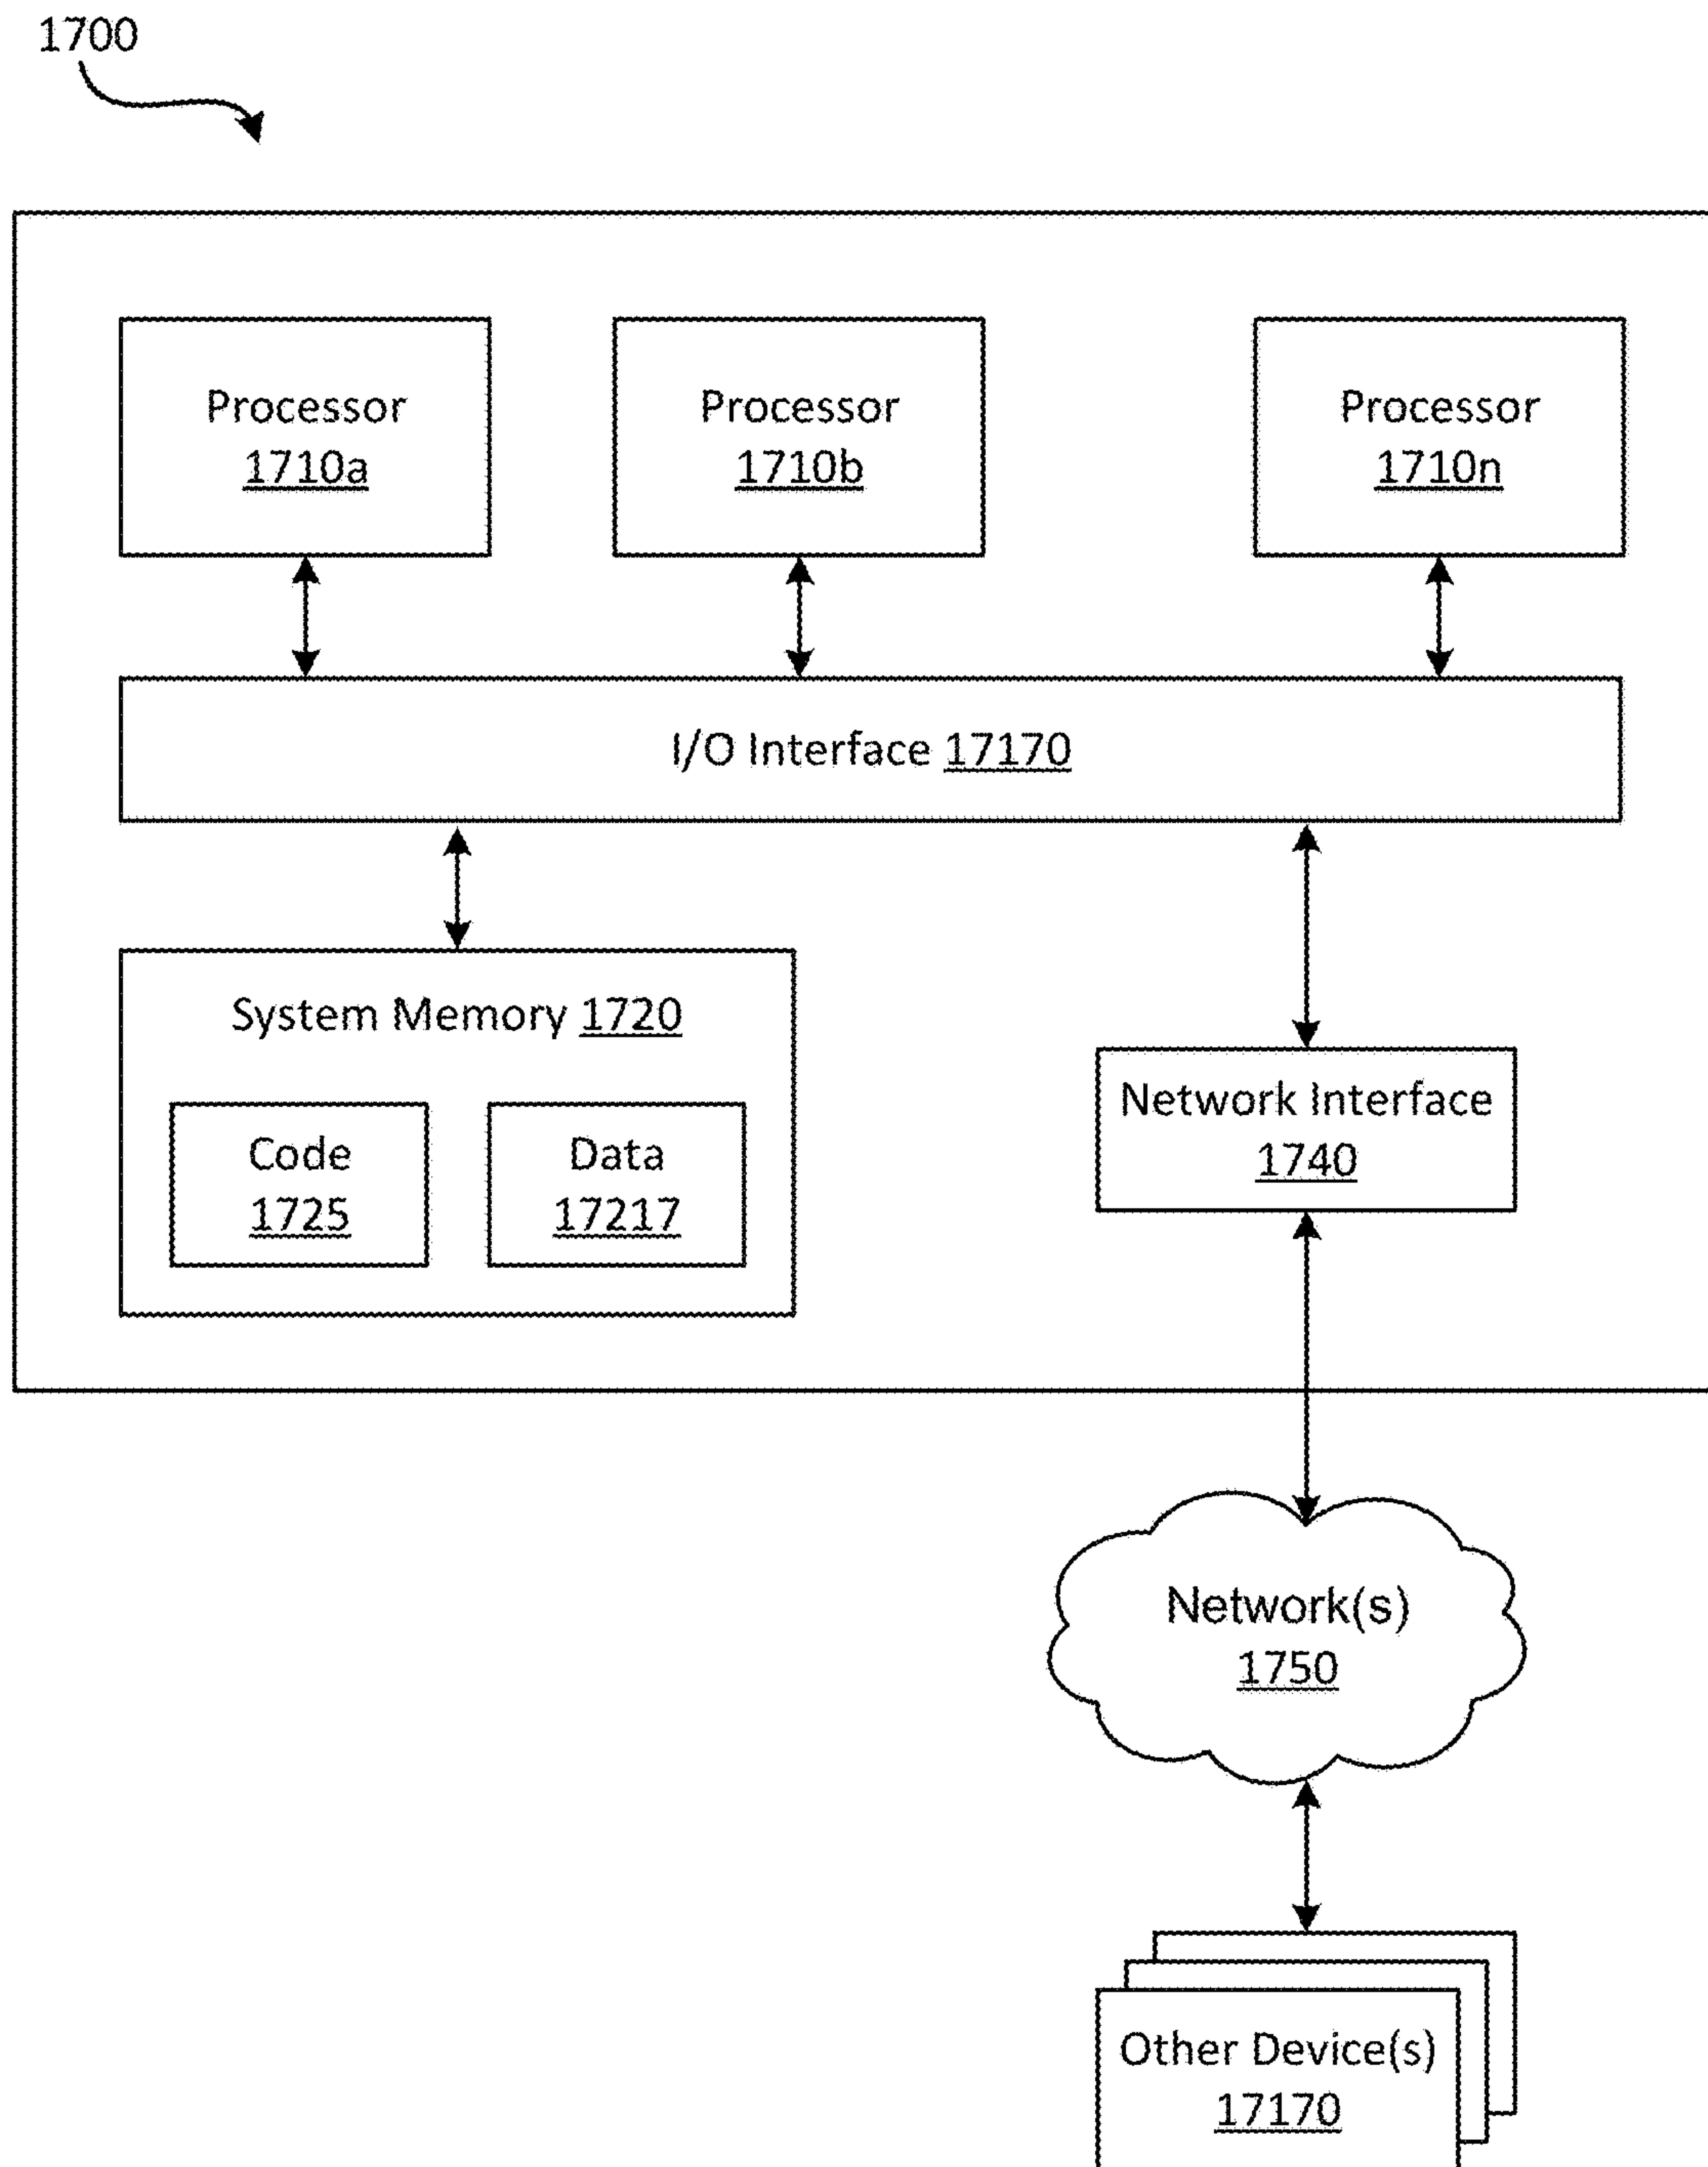 1700
Processor
1710a
Processor
1710b
Processor
1710n
I/O Interface 17170
System Memory 1720
Code
1725
Data
17217
Network Interface
1740
Network(s)
1750
Other Device(s)
17170